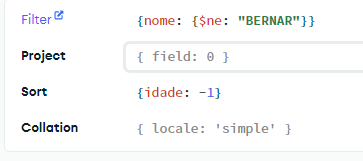 Filter {nome: {$ne: "BERNAR"}}
Project { field: 0 }
Sort {idade: -1}
Collation { locale: 'simple' }